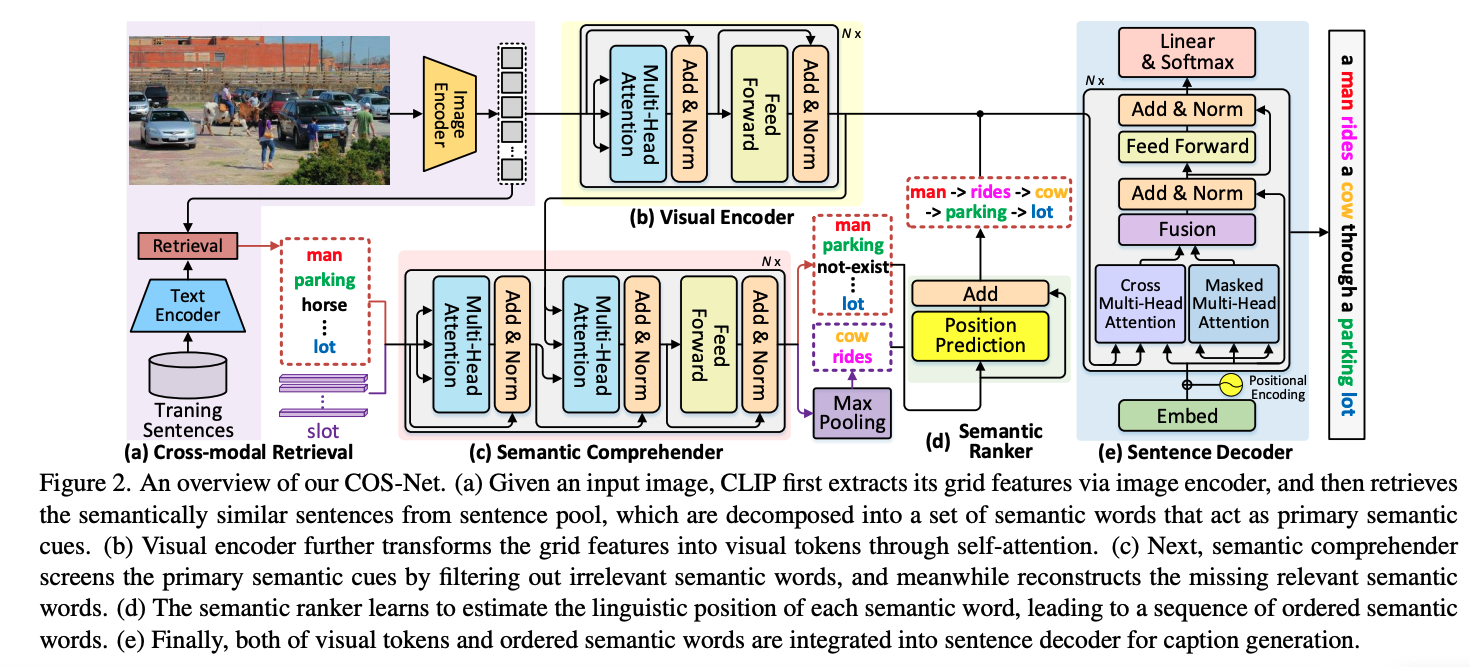 Image
Encoder
Retrieval
Text
Encoder
Traning
Sentences
man
parking
horse
lot
slot
(a) Cross-modal Retrieval
Multi-Head
Attention
Add & Norm
Feed
Forward
Add & Norm
N x
(b) Visual Encoder
N x
Multi-Head
Attention
Add & Norm
Multi-Head
Attention
Add & Norm
Feed
Forward
Add & Norm
(c) Semantic Comprehender
man
parking
not-exist
lot
cow
rides
Max
Pooling
man -> rides -> cow
-> parking -> lot
Add
Position
Prediction
(d) Semantic
Ranker
Linear
& Softmax
N x
Add & Norm
Feed Forward
Add & Norm
Fusion
Cross
Multi-Head
Attention
Masked
Multi-Head
Attention
Positional
Encoding
Embed
(e) Sentence Decoder
a man rides a cow through a parking lot
Figure 2. An overview of our COS-Net. (a) Given an input image, CLIP first extracts its grid features via image encoder, and then retrieves
the semantically similar sentences from sentence pool, which are decomposed into a set of semantic words that act as primary semantic
cues. (b) Visual encoder further transforms the grid features into visual tokens through self-attention. (c) Next, semantic comprehender
screens the primary semantic cues by filtering out irrelevant semantic words, and meanwhile reconstructs the missing relevant semantic
words. (d) The semantic ranker learns to estimate the linguistic position of each semantic word, leading to a sequence of ordered semantic
words. (e) Finally, both of visual tokens and ordered semantic words are integrated into sentence decoder for caption generation.